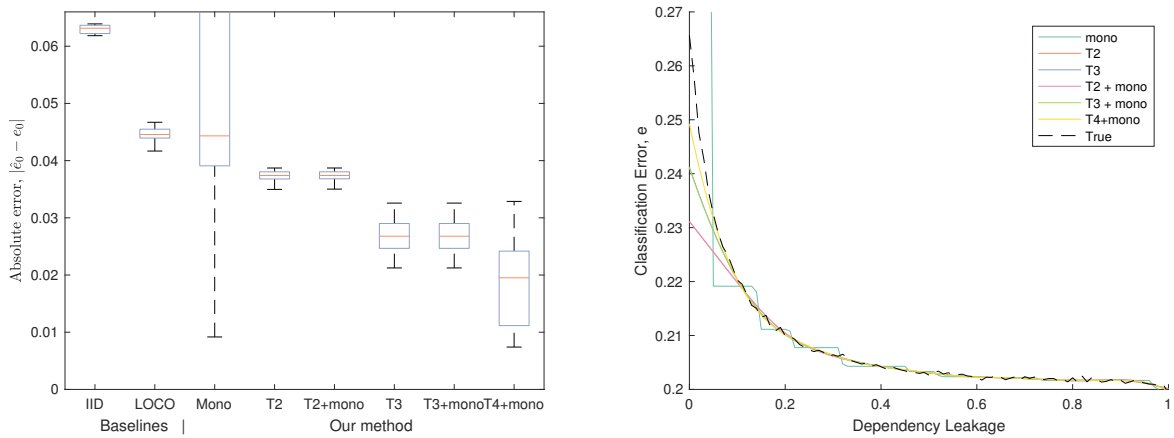 0.06
0.05
0.04
0.03
0.02
0.01
0
Absolute error, |ê₀ − e₀|
IID LOCO Mono T2 T2+mono T3 T3+mono T4+mono
Baselines | Our method
0.27
0.26
0.25
0.24
0.23
0.22
0.21
0.2
Classification Error, e
mono
T2
T3
T2 + mono
T3 + mono
T4+mono
True
0 0.2 0.4 0.6 0.8 1
Dependency Leakage